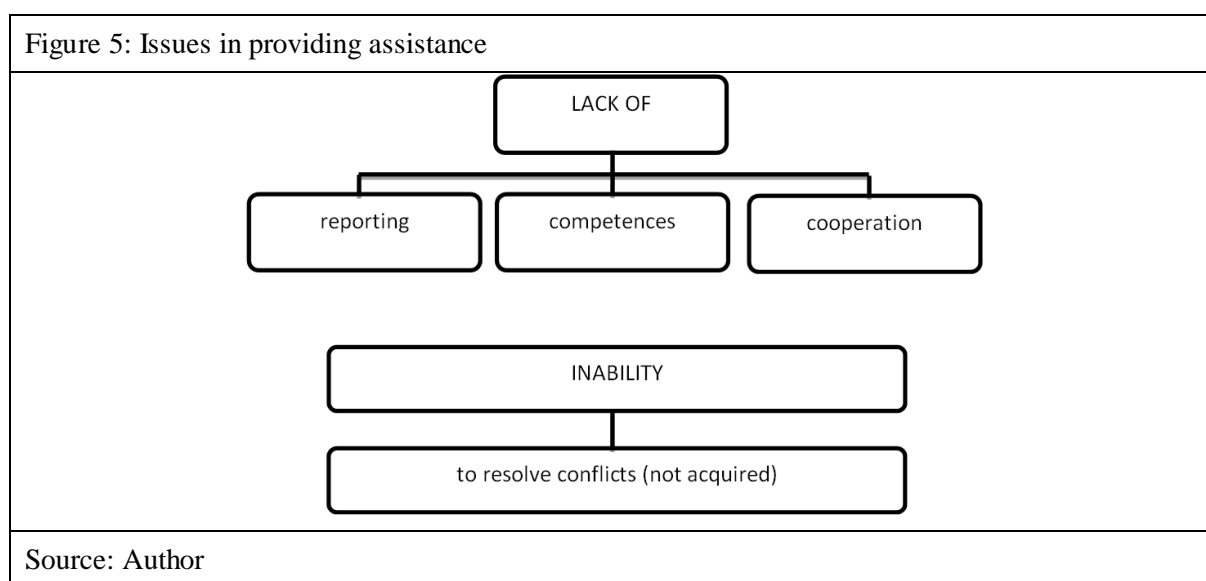 Figure 5: Issues in providing assistance
LACK OF
reporting
competences
cooperation
INABILITY
to resolve conflicts (not acquired)
Source: Author